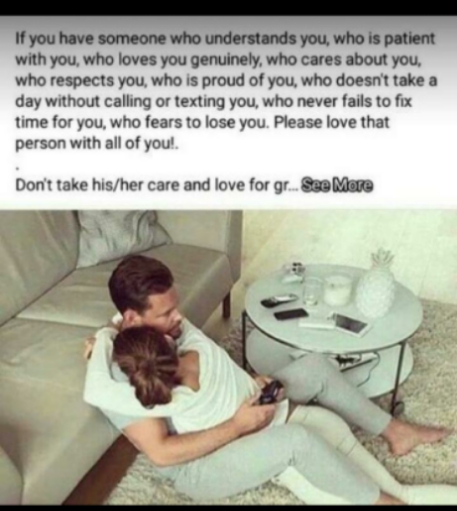 If you have someone who understands you, who is patient
with you, who loves you genuinely, who cares about you,
who respects you, who is proud of you, who doesn't take a
day without calling or texting you, who never fails to fix
time for you, who fears to lose you. Please love that
person with all of you!.
.
Don't take his/her care and love for gr... See More